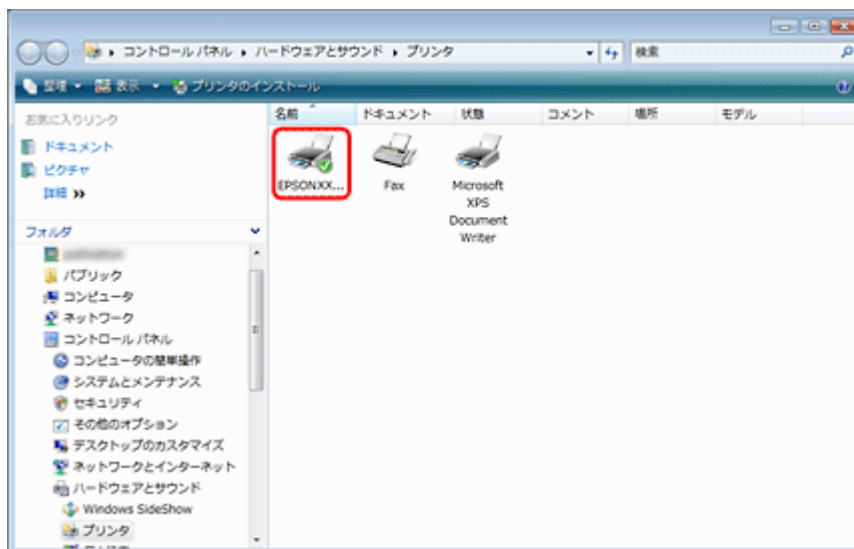 コントロール パネル ▸ ハードウェアとサウンド ▸ プリンタ
検索
整理 表示 プリンタのインストール
お気に入りリンク
ドキュメント
ピクチャ
詳細 >>
フォルダ
パブリック
コンピュータ
ネットワーク
コントロール パネル
コンピュータの簡単操作
システムとメンテナンス
セキュリティ
その他のオプション
デスクトップのカスタマイズ
ネットワークとインターネット
ハードウェアとサウンド
Windows SideShow
プリンタ
名前 ドキュメント 状態 コメント 場所 モデル
EPSONXX...
Fax
Microsoft
XPS
Document
Writer